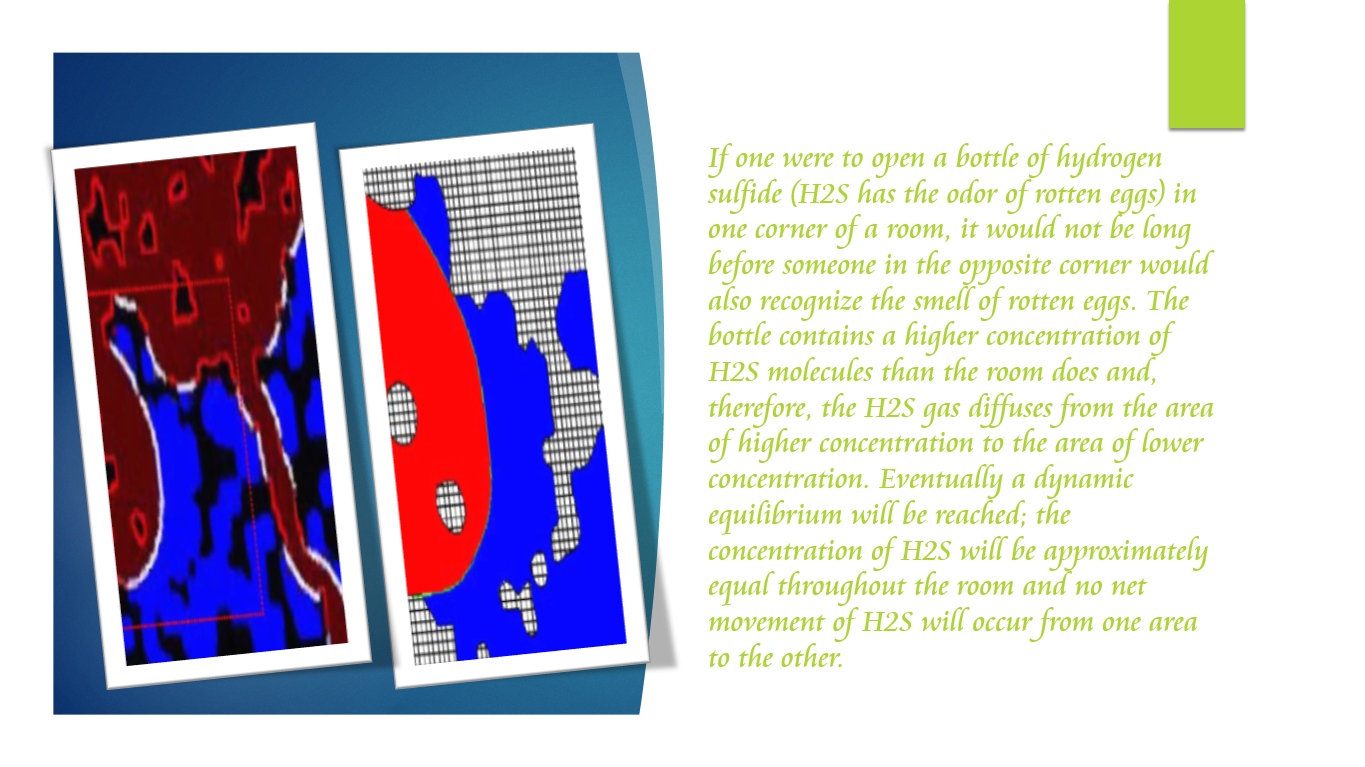 If one were to open a bottle of hydrogen
sulfide (H2S has the odor of rotten eggs) in
one corner of a room, it would not be long
before someone in the opposite corner would
also recognize the smell of rotten eggs. The
bottle contains a higher concentration of
H2S molecules than the room does and,
therefore, the H2S gas diffuses from the area
of higher concentration to the area of lower
concentration. Eventually a dynamic
equilibrium will be reached; the
concentration of H2S will be approximately
equal throughout the room and no net
movement of H2S will occur from one area
to the other.